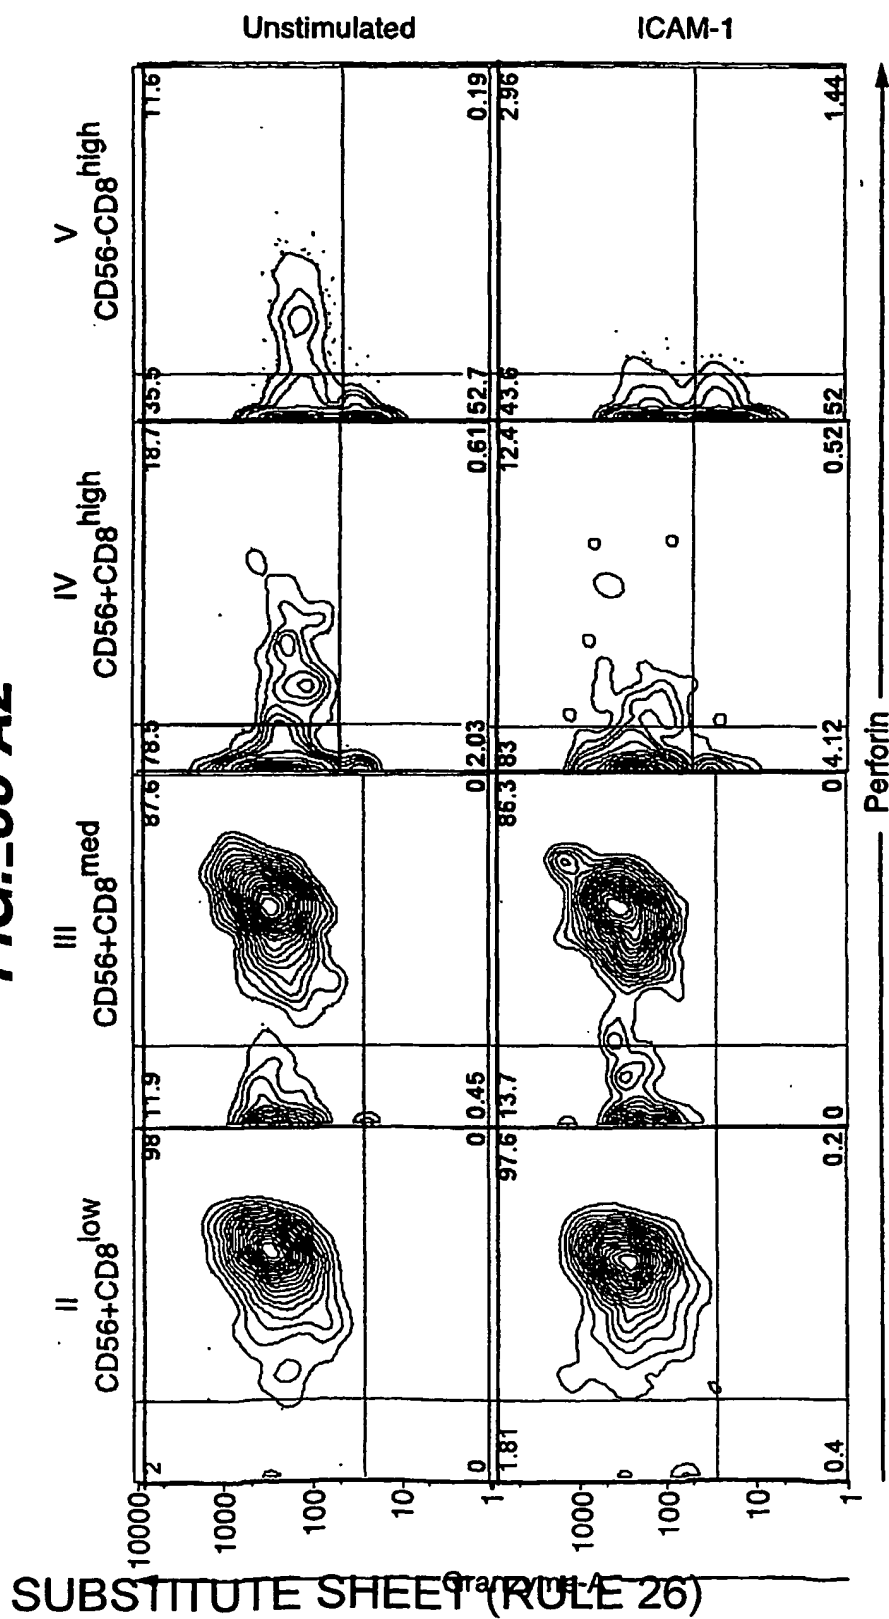 A2
II
CD56+CD8low
III
CD56+CD8med
IV
CD56+CD8high
V
CD56-CD8high
Unstimulated
10000
1000
100
10
1
2 98 11.9 87.6 78.5 18.7 35.5 11.6
0 0 0.45 0 2.03 0.61 52.7 0.19
ICAM-1
1000
100
10
1
1.81 97.6 13.7 86.3 83 12.4 43.6 2.96
0.4 0.2 0 0 4.12 0.52 52 1.44
Granzyme-A
Perforin
SUBSTITUTE SHEET (RULE 26)